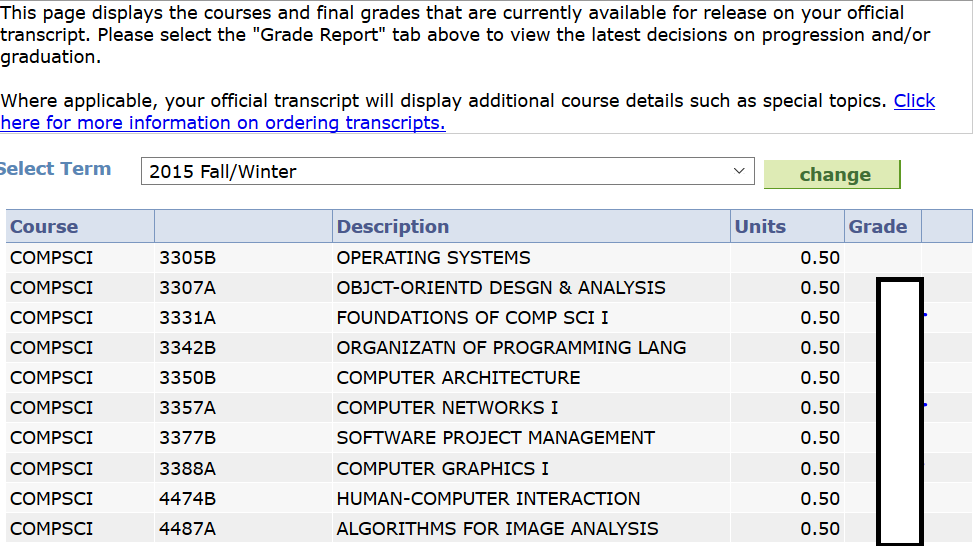 This page displays the courses and final grades that are currently available for release on your official
transcript. Please select the "Grade Report" tab above to view the latest decisions on progression and/or
graduation.
Where applicable, your official transcript will display additional course details such as special topics. Click
here for more information on ordering transcripts.
Select Term 2015 Fall/Winter change
Course Description Units Grade
COMPSCI 3305B OPERATING SYSTEMS 0.50
COMPSCI 3307A OBJCT-ORIENTD DESGN & ANALYSIS 0.50
COMPSCI 3331A FOUNDATIONS OF COMP SCI I 0.50
COMPSCI 3342B ORGANIZATN OF PROGRAMMING LANG 0.50
COMPSCI 3350B COMPUTER ARCHITECTURE 0.50
COMPSCI 3357A COMPUTER NETWORKS I 0.50
COMPSCI 3377B SOFTWARE PROJECT MANAGEMENT 0.50
COMPSCI 3388A COMPUTER GRAPHICS I 0.50
COMPSCI 4474B HUMAN-COMPUTER INTERACTION 0.50
COMPSCI 4487A ALGORITHMS FOR IMAGE ANALYSIS 0.50